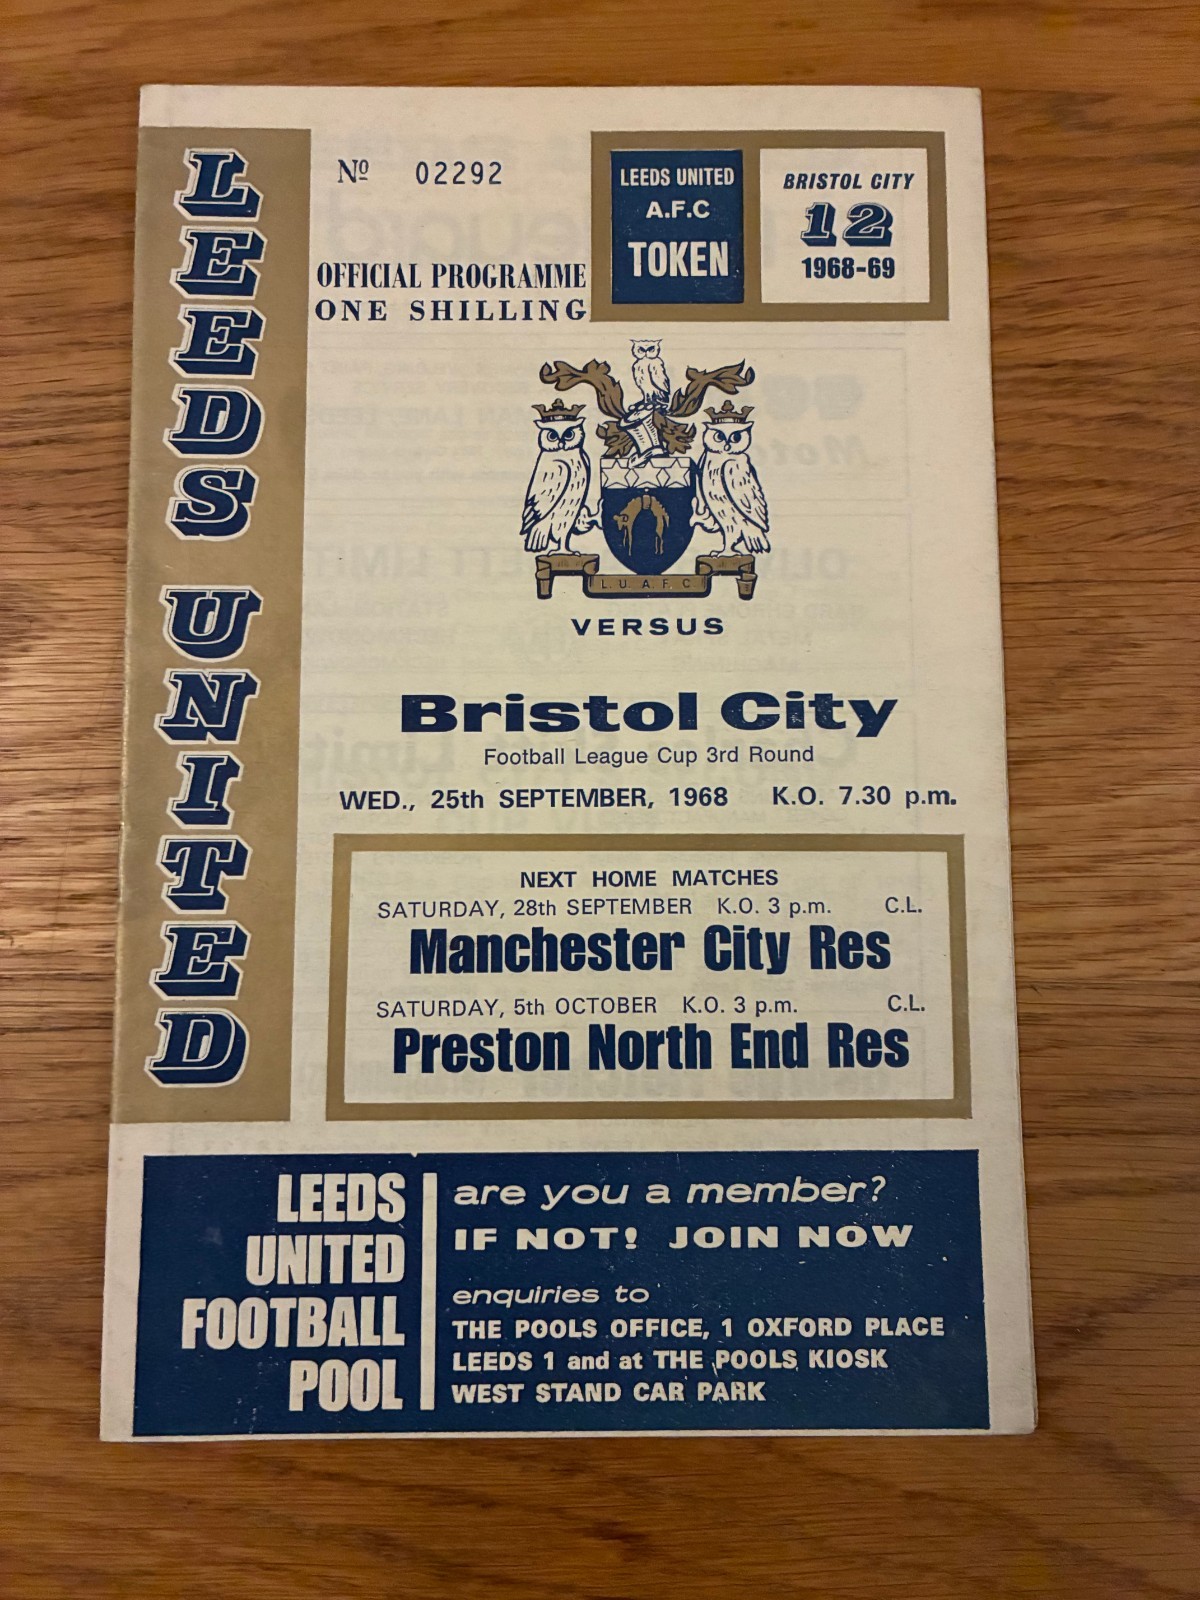 LEEDS UNITED
Nº 02292
OFFICIAL PROGRAMME
ONE SHILLING
LEEDS UNITED
A.F.C
TOKEN
BRISTOL CITY
12
1968-69
L. U. A. F. C.
VERSUS
Bristol City
Football League Cup 3rd Round
WED., 25th SEPTEMBER, 1968 K.O. 7.30 p.m.
NEXT HOME MATCHES
SATURDAY, 28th SEPTEMBER K.O. 3 p.m. C.L.
Manchester City Res
SATURDAY, 5th OCTOBER K.O. 3 p.m. C.L.
Preston North End Res
LEEDS
UNITED
FOOTBALL
POOL
are you a member?
IF NOT! JOIN NOW
enquiries to
THE POOLS OFFICE, 1 OXFORD PLACE
LEEDS 1 and at THE POOLS KIOSK
WEST STAND CAR PARK